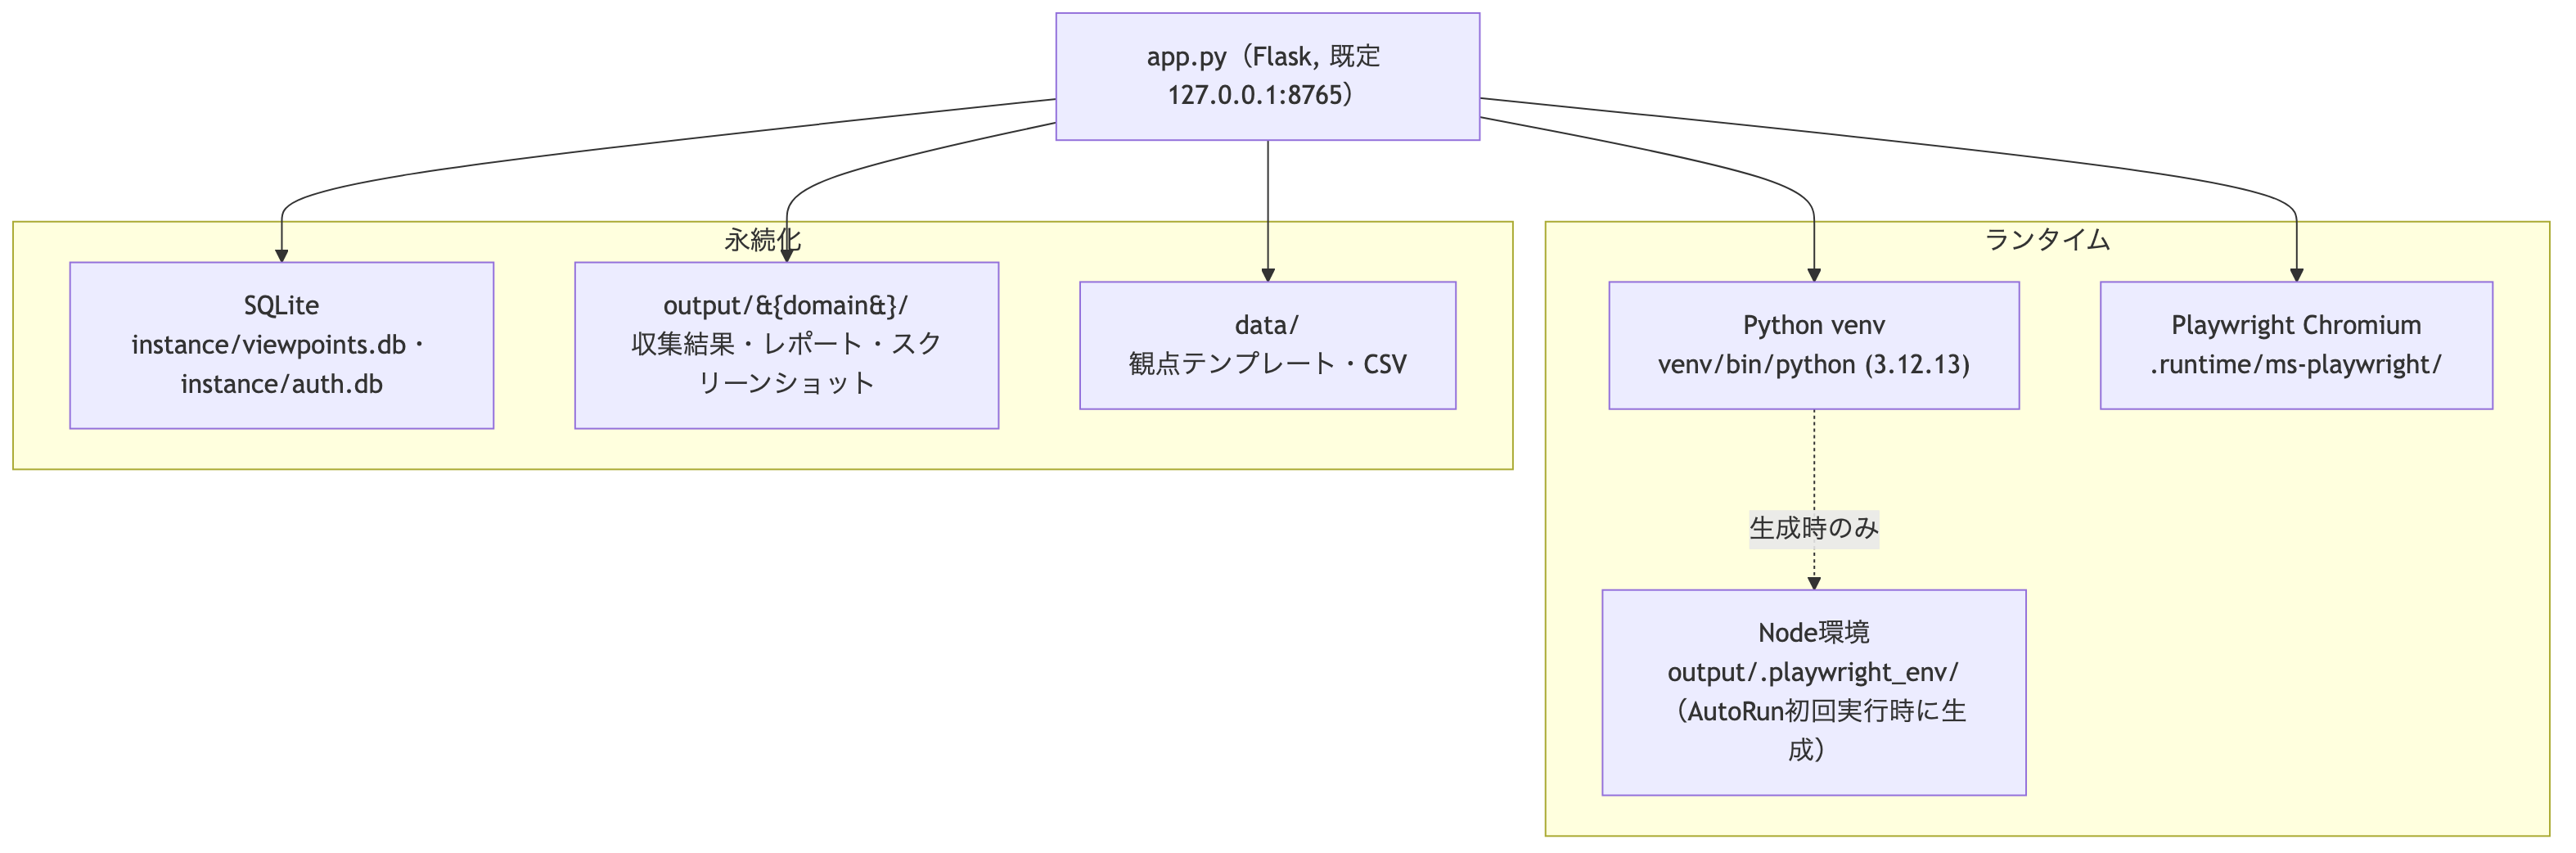 app.py（Flask, 既定
127.0.0.1:8765）
永続化
SQLite
instance/viewpoints.db・
instance/auth.db
output/&{domain&}/
収集結果・レポート・スク
リーンショット
data/
観点テンプレート・CSV
ランタイム
Python venv
venv/bin/python (3.12.13)
Playwright Chromium
.runtime/ms-playwright/
生成時のみ
Node環境
output/.playwright_env/
（AutoRun初回実行時に生
成）